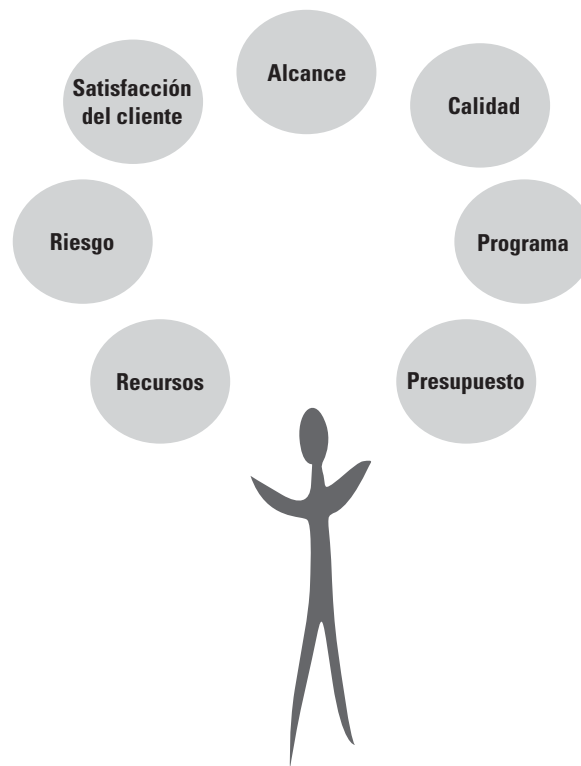 Alcance
Satisfacción
del cliente
Calidad
Riesgo
Programa
Recursos
Presupuesto